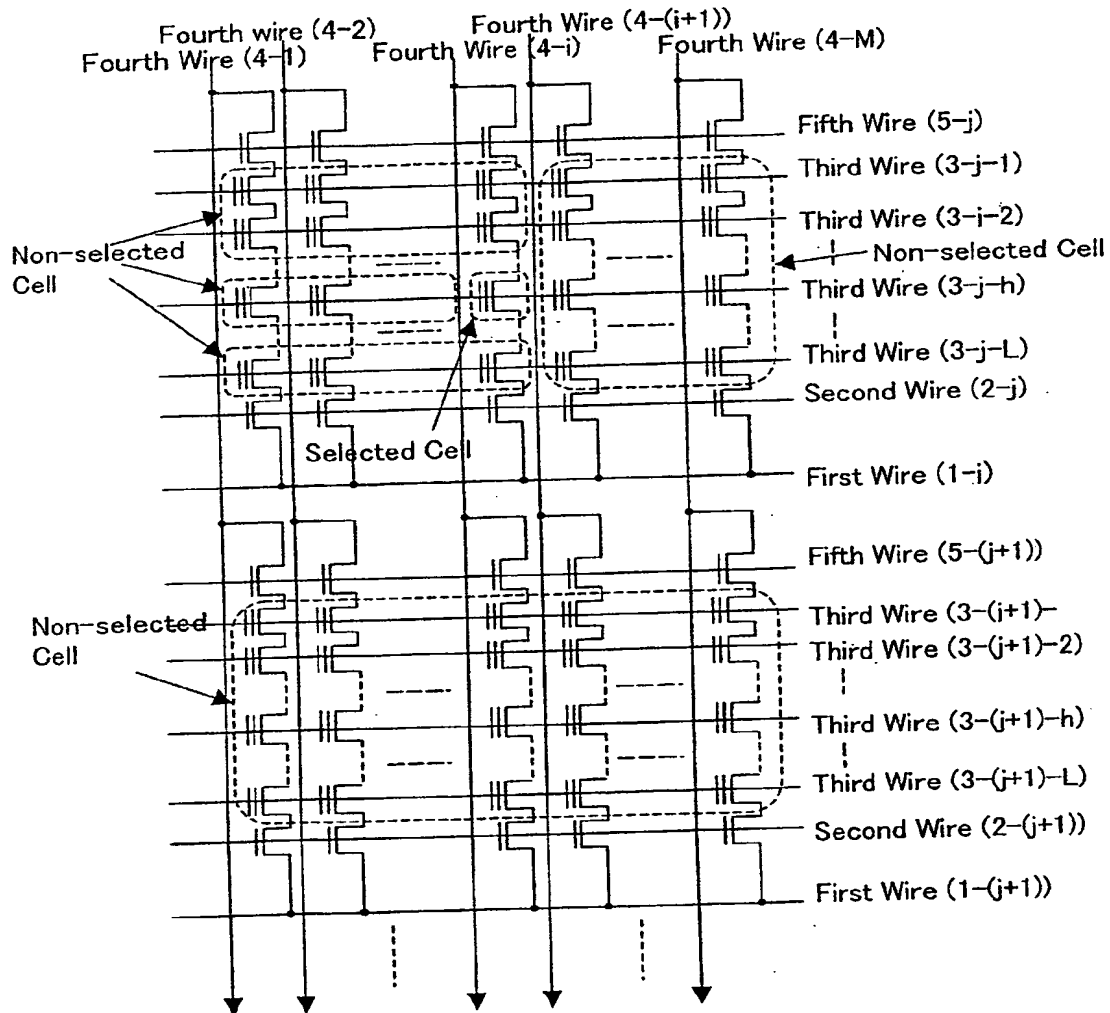 Fourth Wire (4-(i+1))
Fourth wire (4-2)
Fourth Wire (4-1)
Fourth Wire (4-i)
Fourth Wire (4-M)
Fifth Wire (5-j)
Third Wire (3-j-1)
Third Wire (3-j-2)
Non-selected
Cell
Non-selected Cell
Third Wire (3-j-h)
Third Wire (3-j-L)
Second Wire (2-j)
Selected Cell
First Wire (1-j)
Fifth Wire (5-(j+1))
Non-selected
Cell
Third Wire (3-(j+1)-
Third Wire (3-(j+1)-2)
Third Wire (3-(j+1)-h)
Third Wire (3-(j+1)-L)
Second Wire (2-(j+1))
First Wire (1-(j+1))